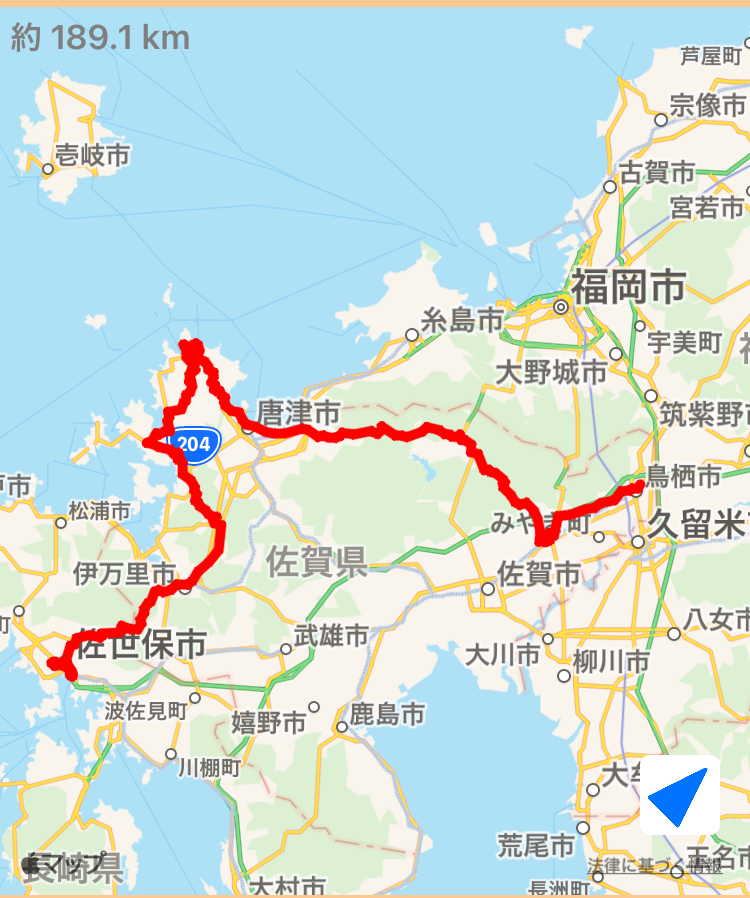 約 189.1 km
芦屋町
宗像市
壱岐市
古賀市
宮若市
福岡市
糸島市
宇美町
大野城市
唐津市
筑紫野市
204
鳥栖市
松浦市
みやき町
久留米
佐賀県
伊万里市
佐賀市
八女市
佐世保市
武雄市
大川市
柳川市
波佐見町
嬉野市
鹿島市
川棚町
荒尾市
マップ
長崎県
法律に基づく情報
玉名市
大村市
長洲町